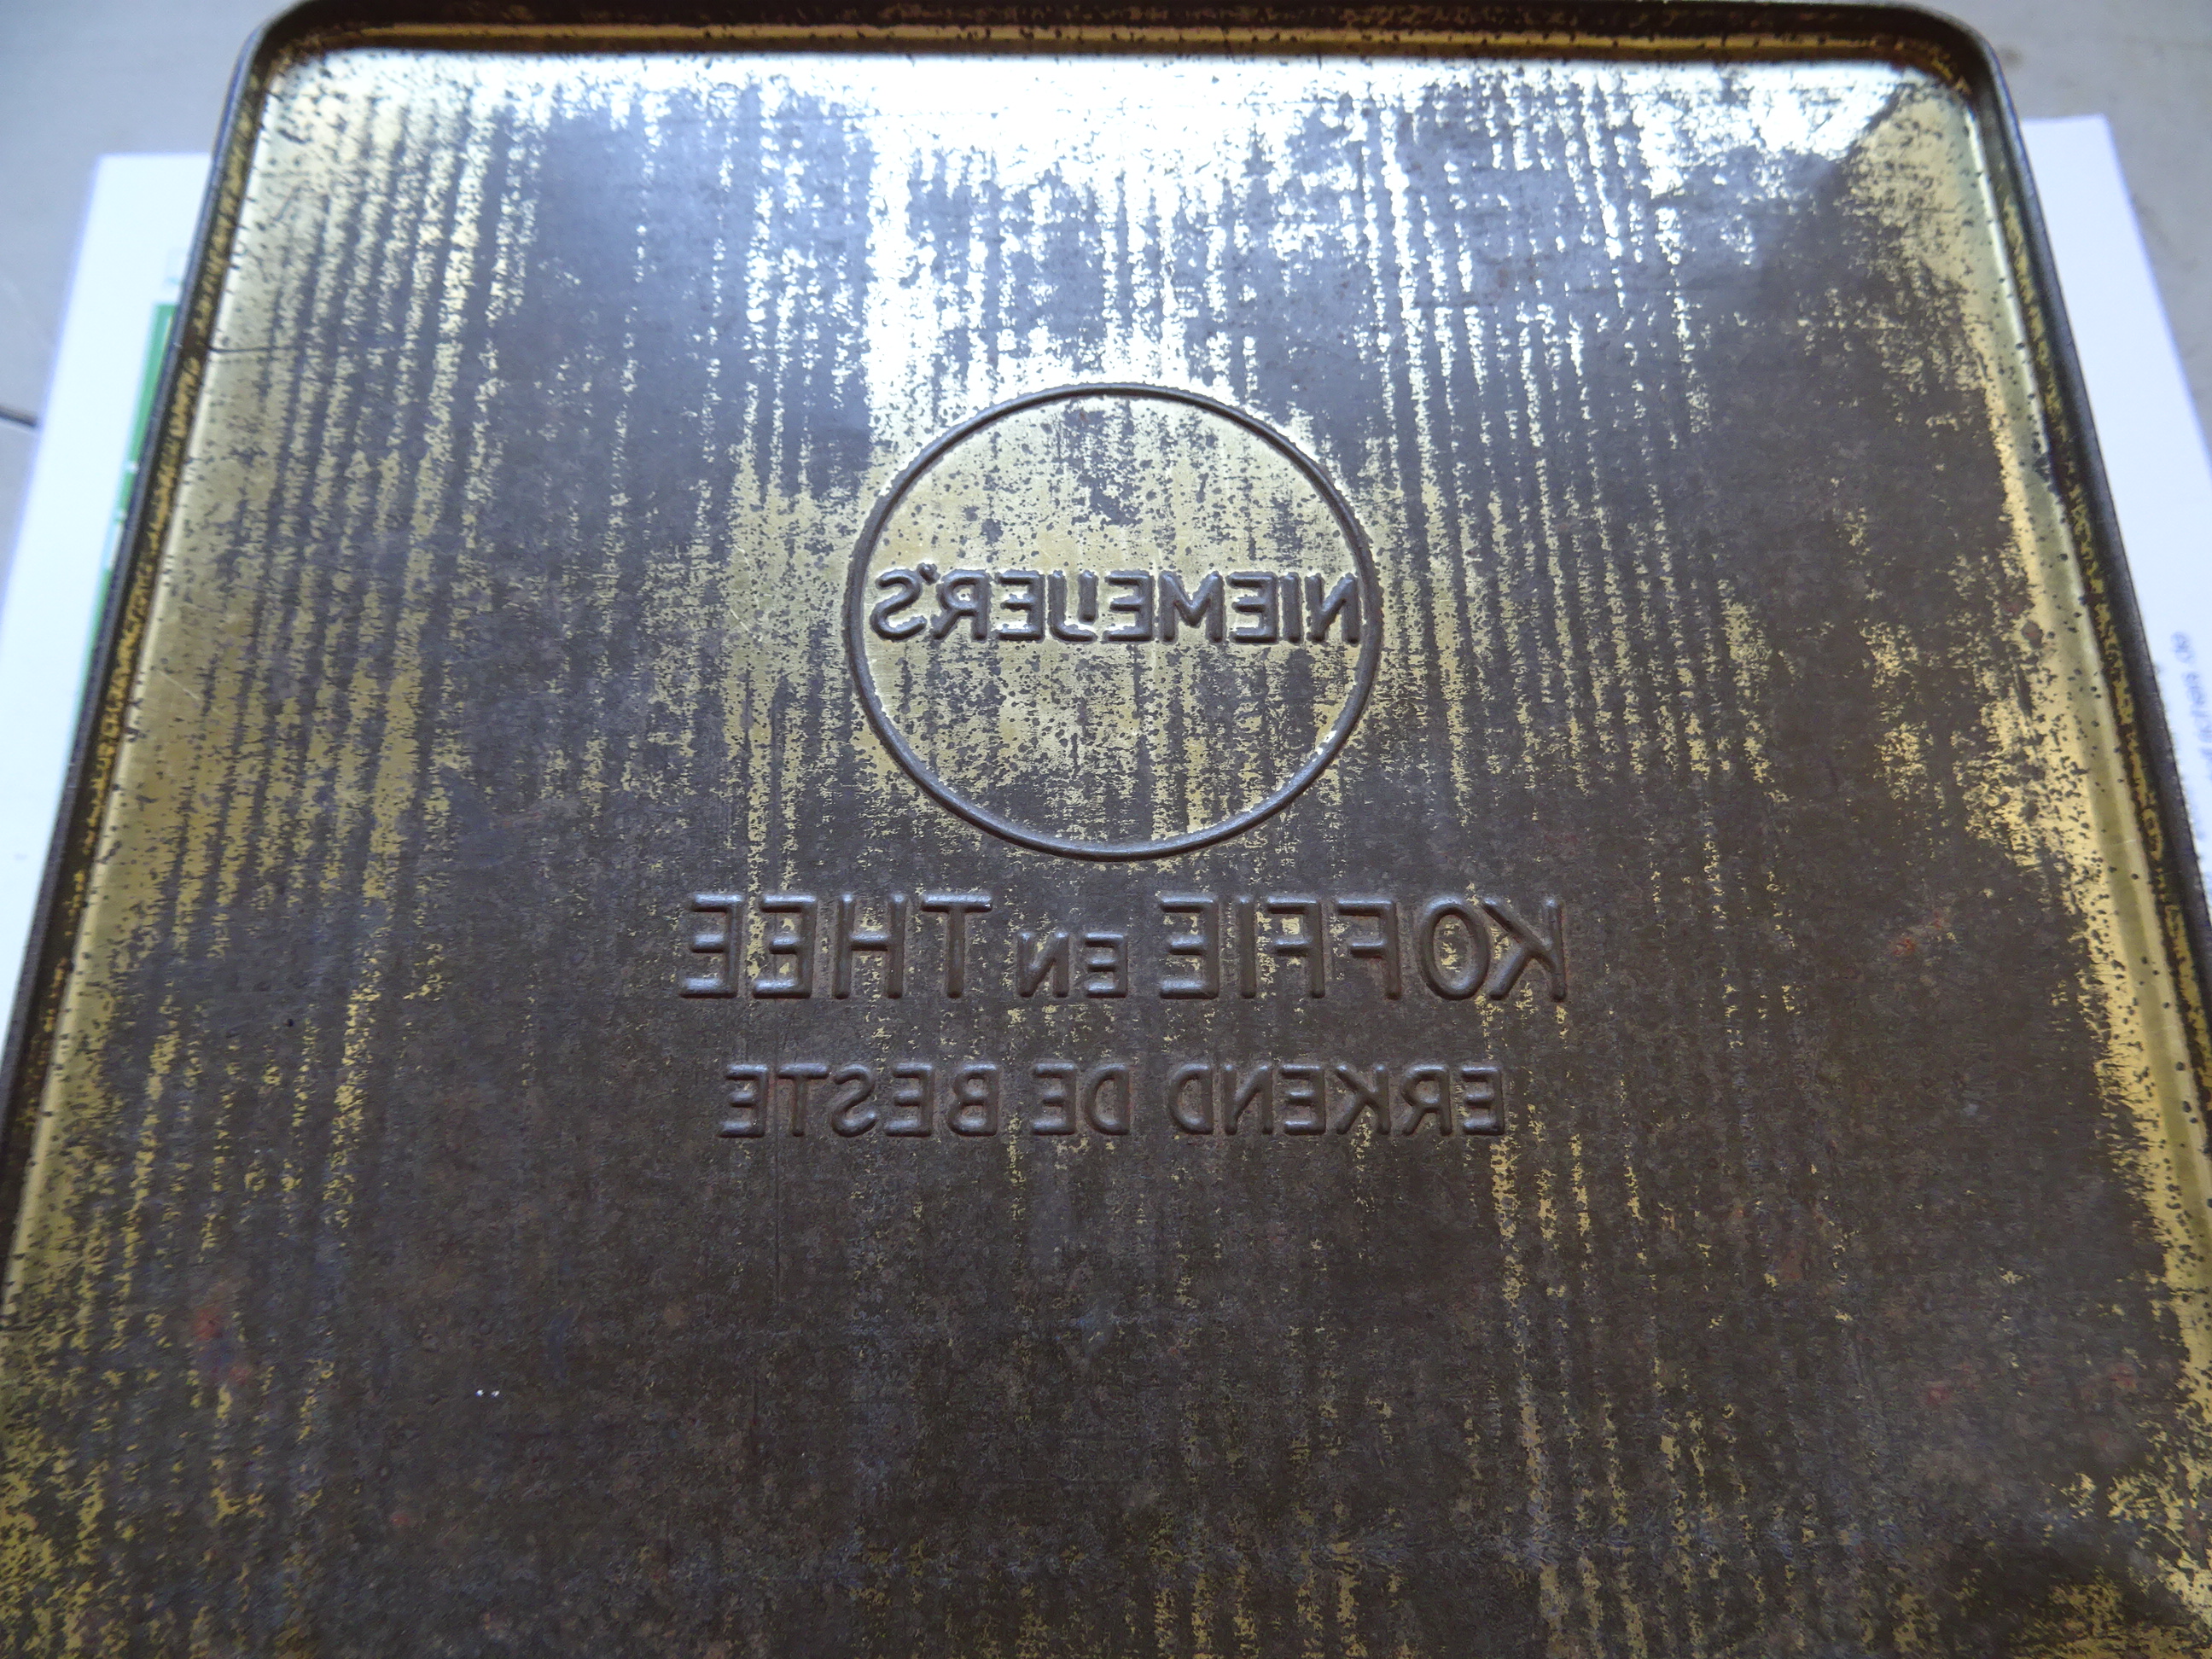 NIEMEIJER'S
KOFFIE EN THEE
ERKEND DE BESTE